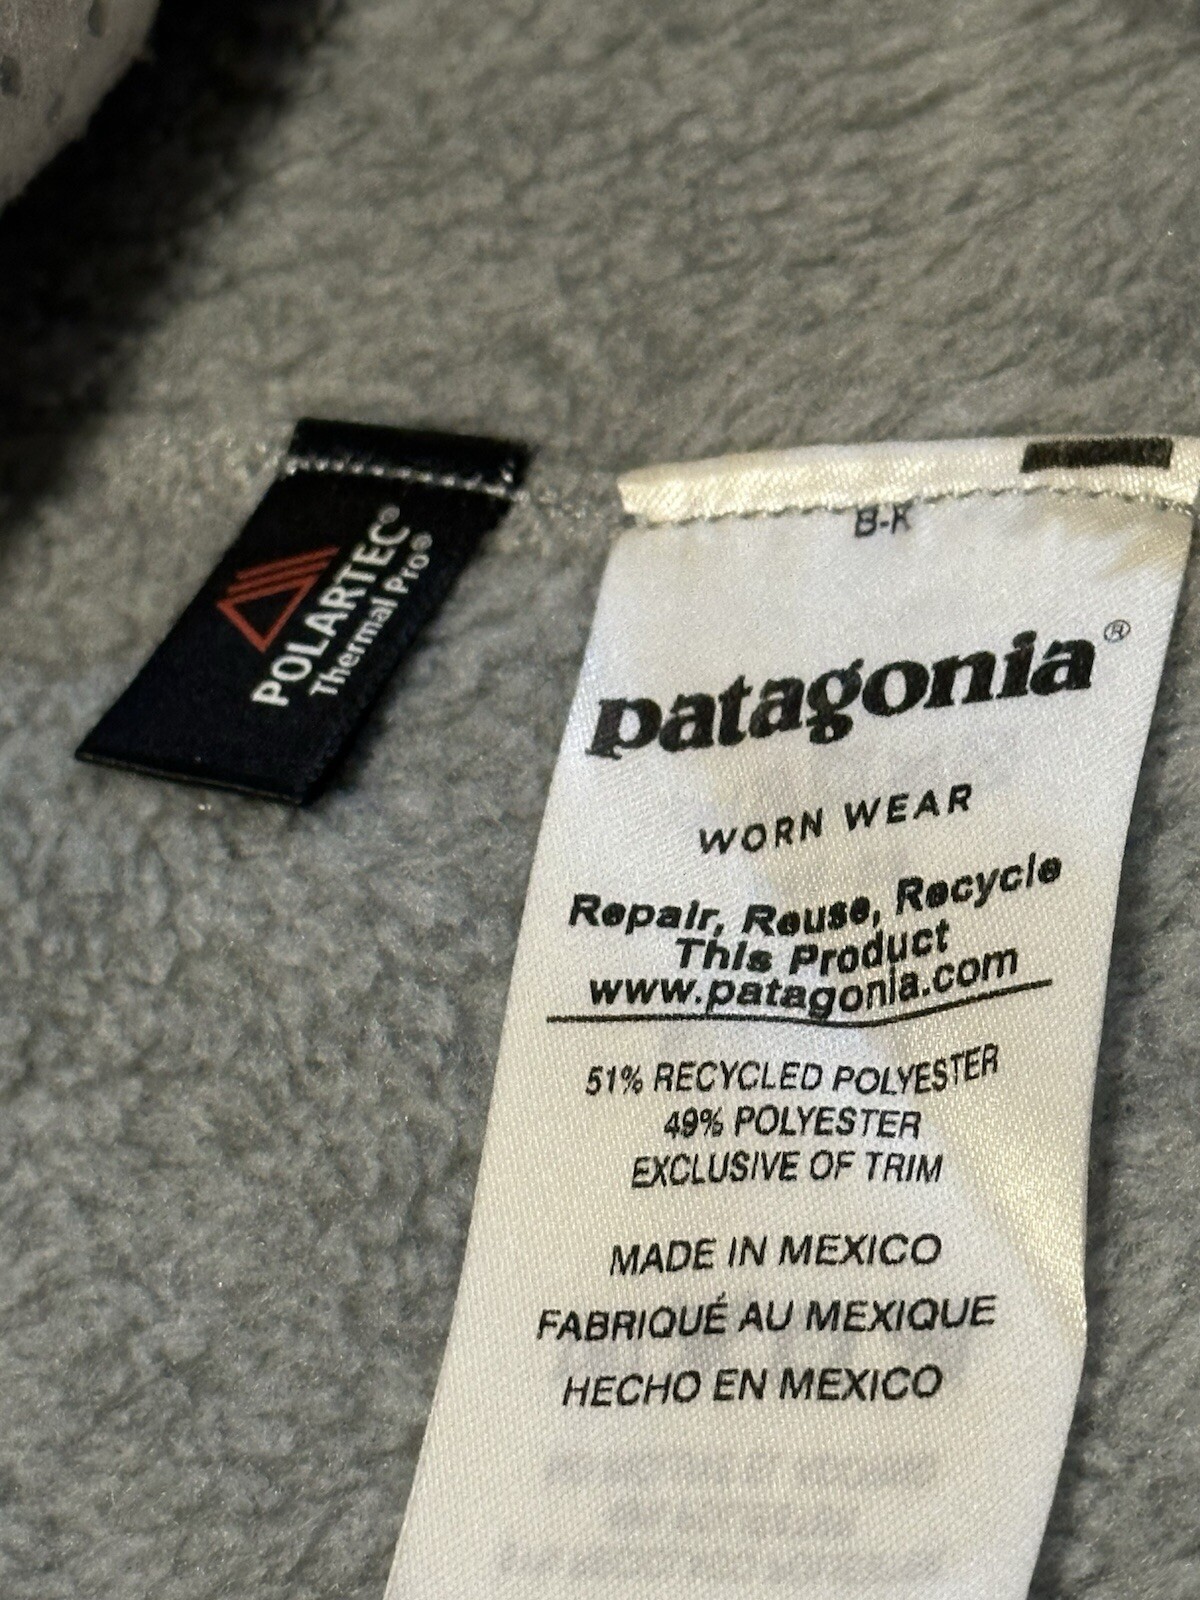 POLARTEC®
Thermal Pro®
B-K
patagonia®
WORN WEAR
Repair, Reuse, Recycle
This Product
www.patagonia.com
51% RECYCLED POLYESTER
49% POLYESTER
EXCLUSIVE OF TRIM
MADE IN MEXICO
FABRIQUÉ AU MEXIQUE
HECHO EN MEXICO